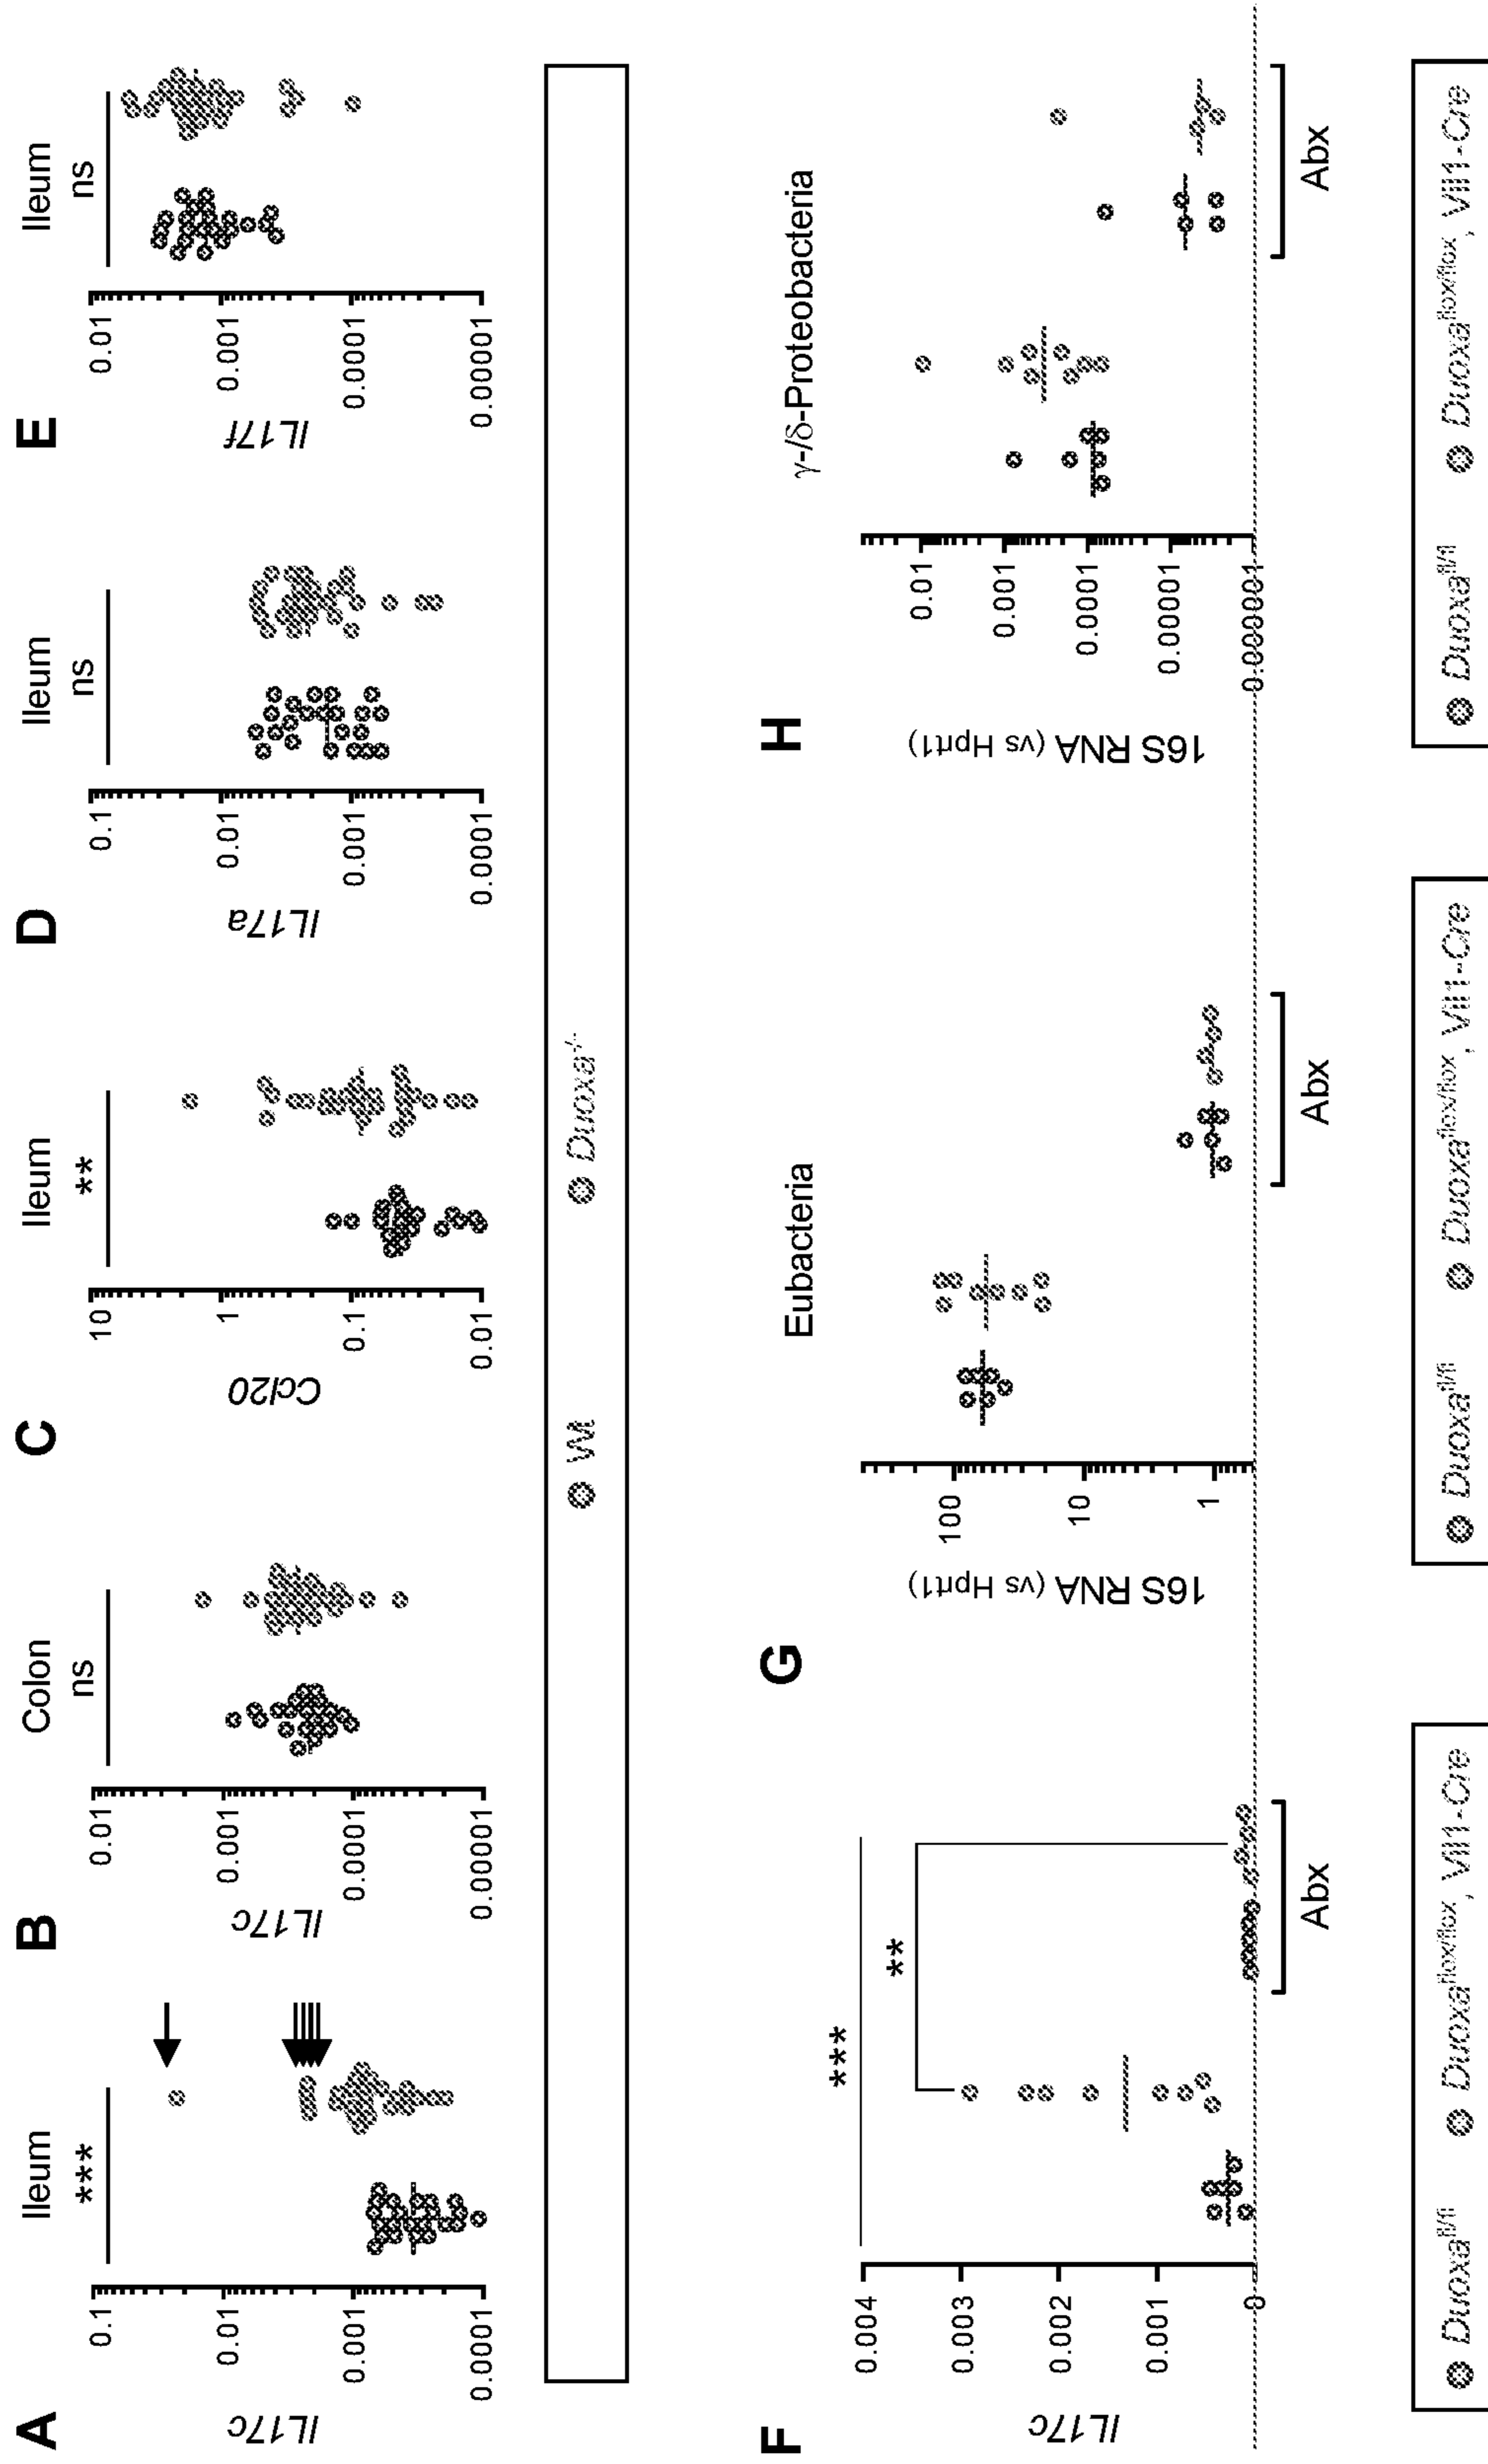 A
Ileum
***
IL17c
0.1
0.01
0.001
0.0001
B
Colon
ns
IL17c
0.01
0.001
0.0001
0.00001
C
Ileum
**
Ccl20
10
1
0.1
0.01
D
Ileum
ns
IL17a
0.1
0.01
0.001
0.0001
E
Ileum
ns
IL17f
0.01
0.001
0.0001
0.00001
Wt
Duoxa-/-
F
***
**
IL17c
0.004
0.003
0.002
0.001
0
Abx
Duoxafl/fl
Duoxaflox/flox, Vil1-Cre
G
Eubacteria
16S RNA (vs Hprt1)
100
10
1
Abx
Duoxafl/fl
Duoxaflox/flox, Vil1-Cre
H
γ-/δ-Proteobacteria
16S RNA (vs Hprt1)
0.01
0.001
0.0001
0.00001
0.000001
Abx
Duoxafl/fl
Duoxaflox/flox, Vil1-Cre